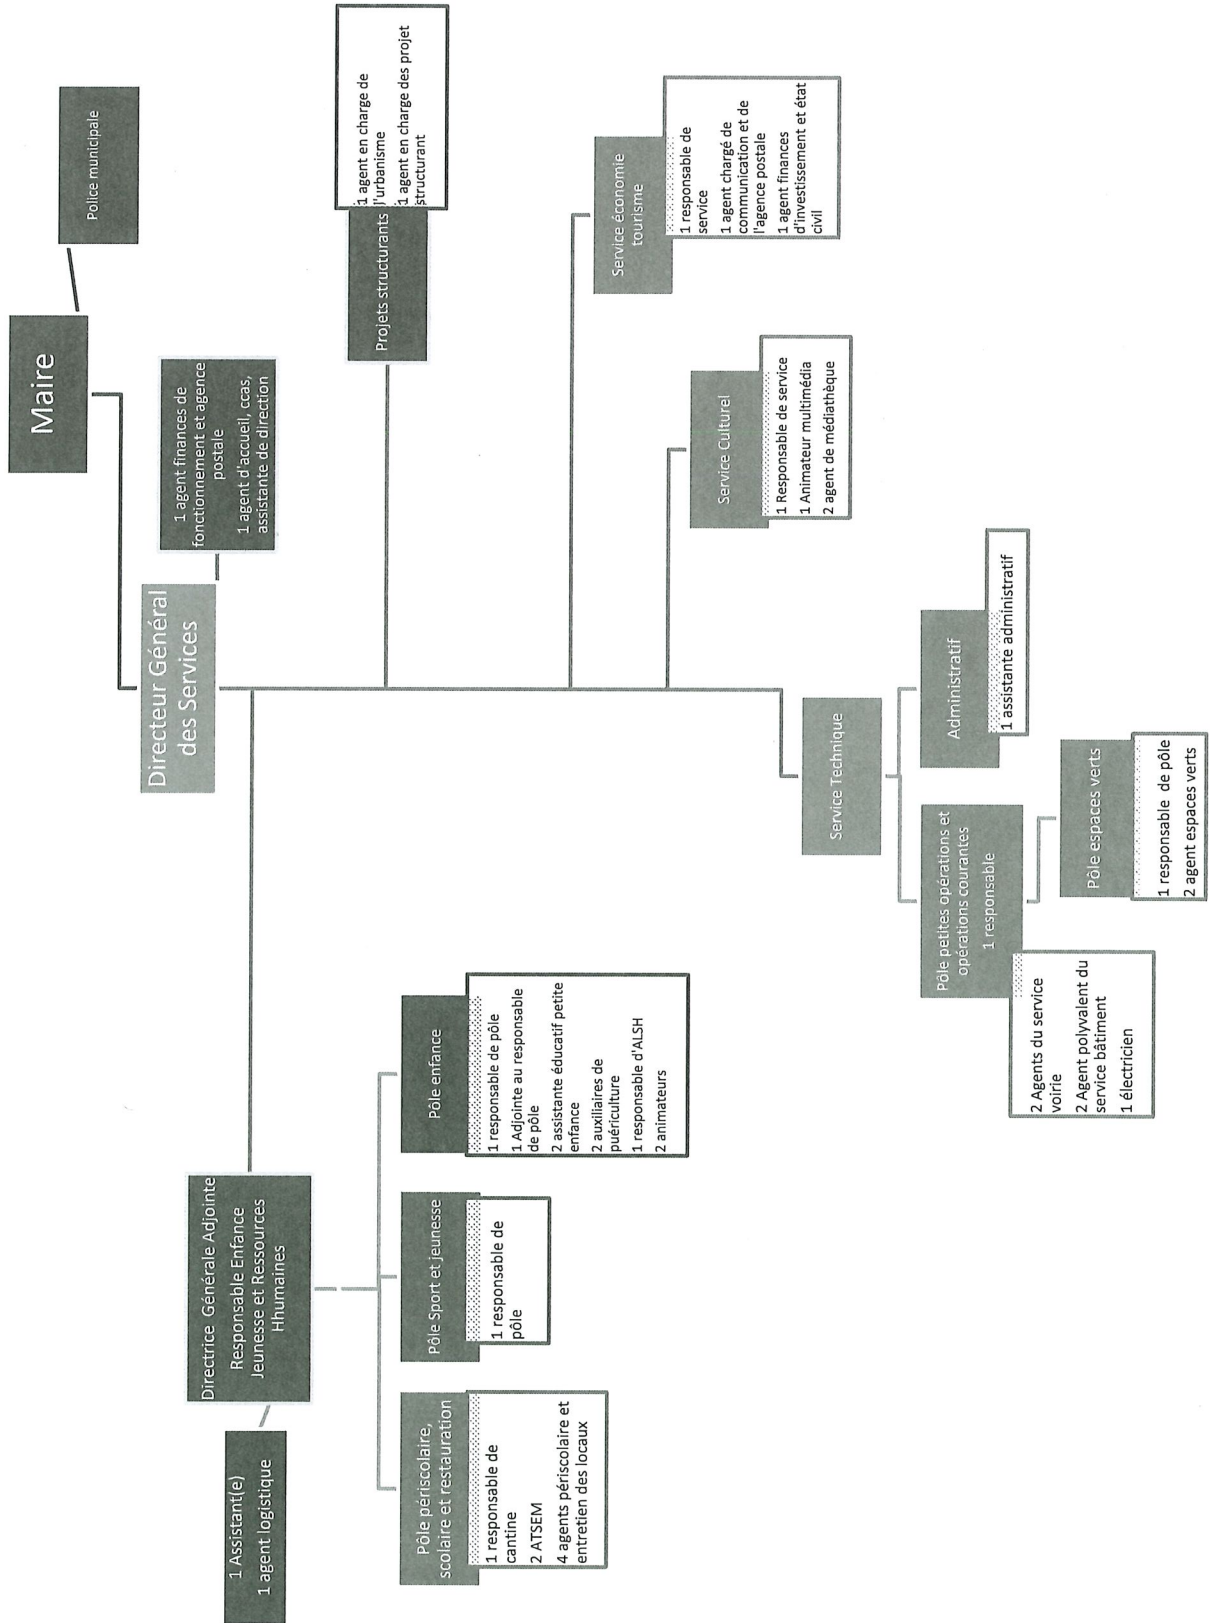 Maire
Police municipale
Directeur Général
des Services
1 agent finances de
fonctionnement et agence
postale
1 agent d'accueil, ccas,
assistante de direction
Directrice Générale Adjointe
Responsable Enfance
Jeunesse et Ressources
Hhumaines
1 Assistant(e)
1 agent logistique
Projets structurants
1 agent en charge de
l'urbanisme
1 agent en charge des projet
structurant
Pôle périscolaire,
scolaire et restauration
1 responsable de
cantine
2 ATSEM
4 agents périscolaire et
entretien des locaux
Pôle Sport et jeunesse
1 responsable de
pôle
Pôle enfance
1 responsable de pôle
1 Adjointe au responsable
de pôle
2 assistante éducatif petite
enfance
2 auxiliaires de
puériculture
1 responsable d'ALSH
2 animateurs
Service économie
tourisme
1 responsable de
service
1 agent chargé de
communication et de
l'agence postale
1 agent finances
d'investissement et état
civil
Service Culturel
1 Responsable de service
1 Animateur multimédia
2 agent de médiathèque
Service Technique
Pôle petites opérations et
opérations courantes
1 responsable
2 Agents du service
voirie
2 Agent polyvalent du
service bâtiment
1 électricien
Administratif
1 assistante administratif
Pôle espaces verts
1 responsable de pôle
2 agent espaces verts